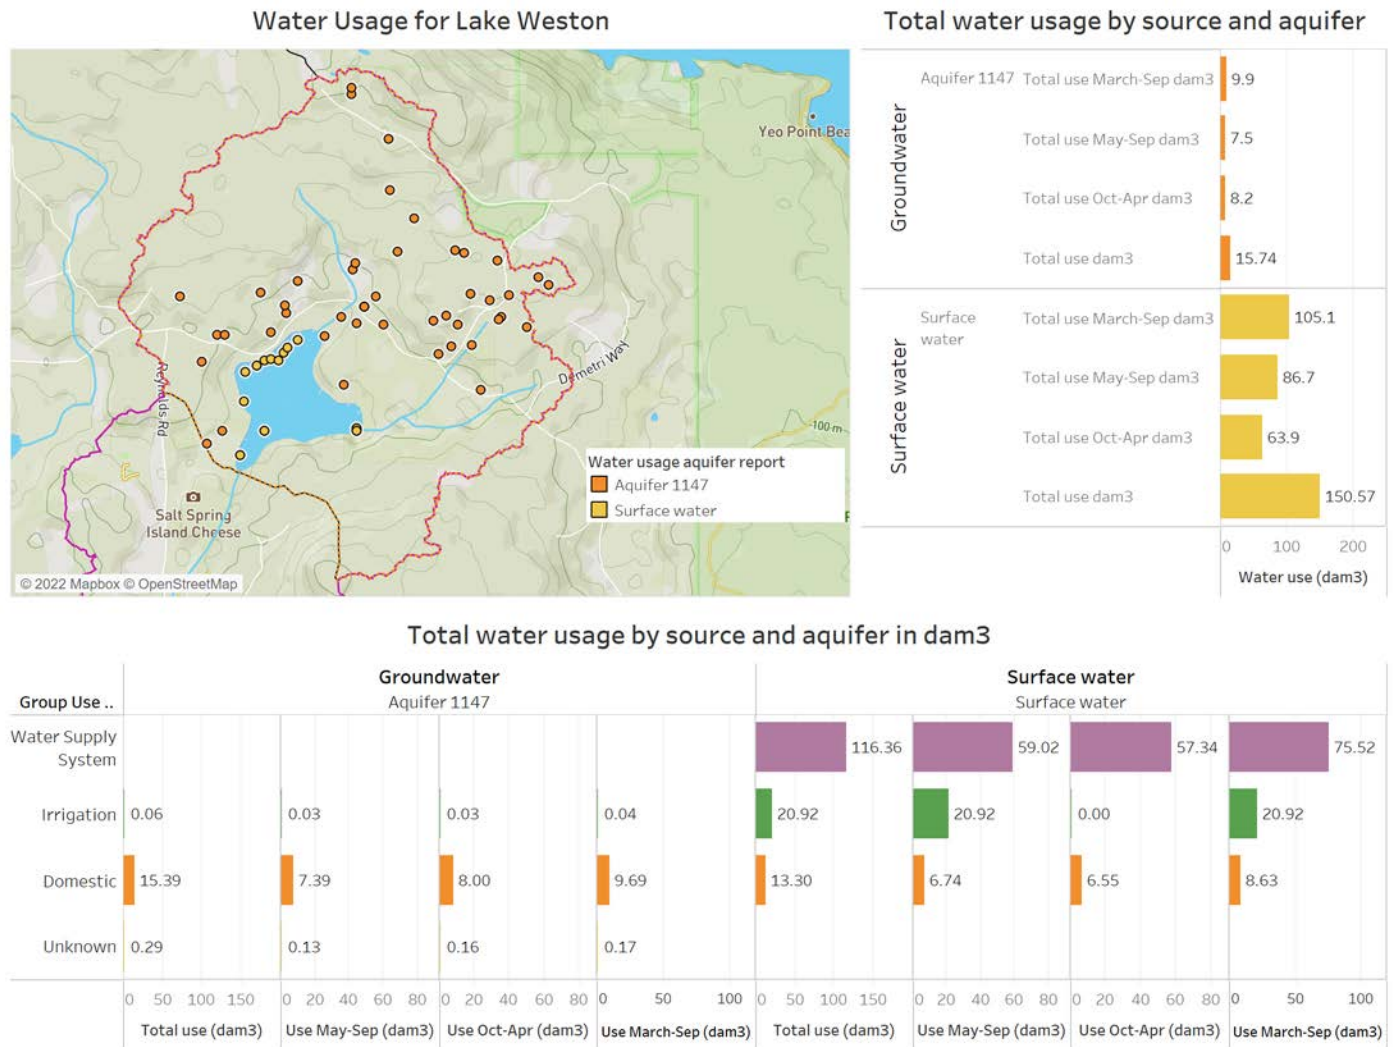 Water Usage for Lake Weston
Yeo Point Bea
Reynolds Rd
Demetri Way
-100 m
Salt Spring
Island Cheese
Water usage aquifer report
Aquifer 1147
Surface water
© 2022 Mapbox © OpenStreetMap
Total water usage by source and aquifer
Groundwater
Aquifer 1147
Total use March-Sep dam3 9.9
Total use May-Sep dam3 7.5
Total use Oct-Apr dam3 8.2
Total use dam3 15.74
Surface water
Surface
water
Total use March-Sep dam3 105.1
Total use May-Sep dam3 86.7
Total use Oct-Apr dam3 63.9
Total use dam3 150.57
0 100 200
Water use (dam3)
Total water usage by source and aquifer in dam3
Groundwater Surface water
Group Use .. Aquifer 1147 Surface water
Water Supply
System
116.36 59.02 57.34 75.52
Irrigation 0.06 0.03 0.03 0.04 20.92 20.92 0.00 20.92
Domestic 15.39 7.39 8.00 9.69 13.30 6.74 6.55 8.63
Unknown 0.29 0.13 0.16 0.17
0 50 100 150 0 20 40 60 80 0 20 40 60 80 0 50 100 0 50 100 150 0 20 40 60 80 0 20 40 60 80 0 50 100
Total use (dam3) Use May-Sep (dam3) Use Oct-Apr (dam3) Use March-Sep (dam3) Total use (dam3) Use May-Sep (dam3) Use Oct-Apr (dam3) Use March-Sep (dam3)